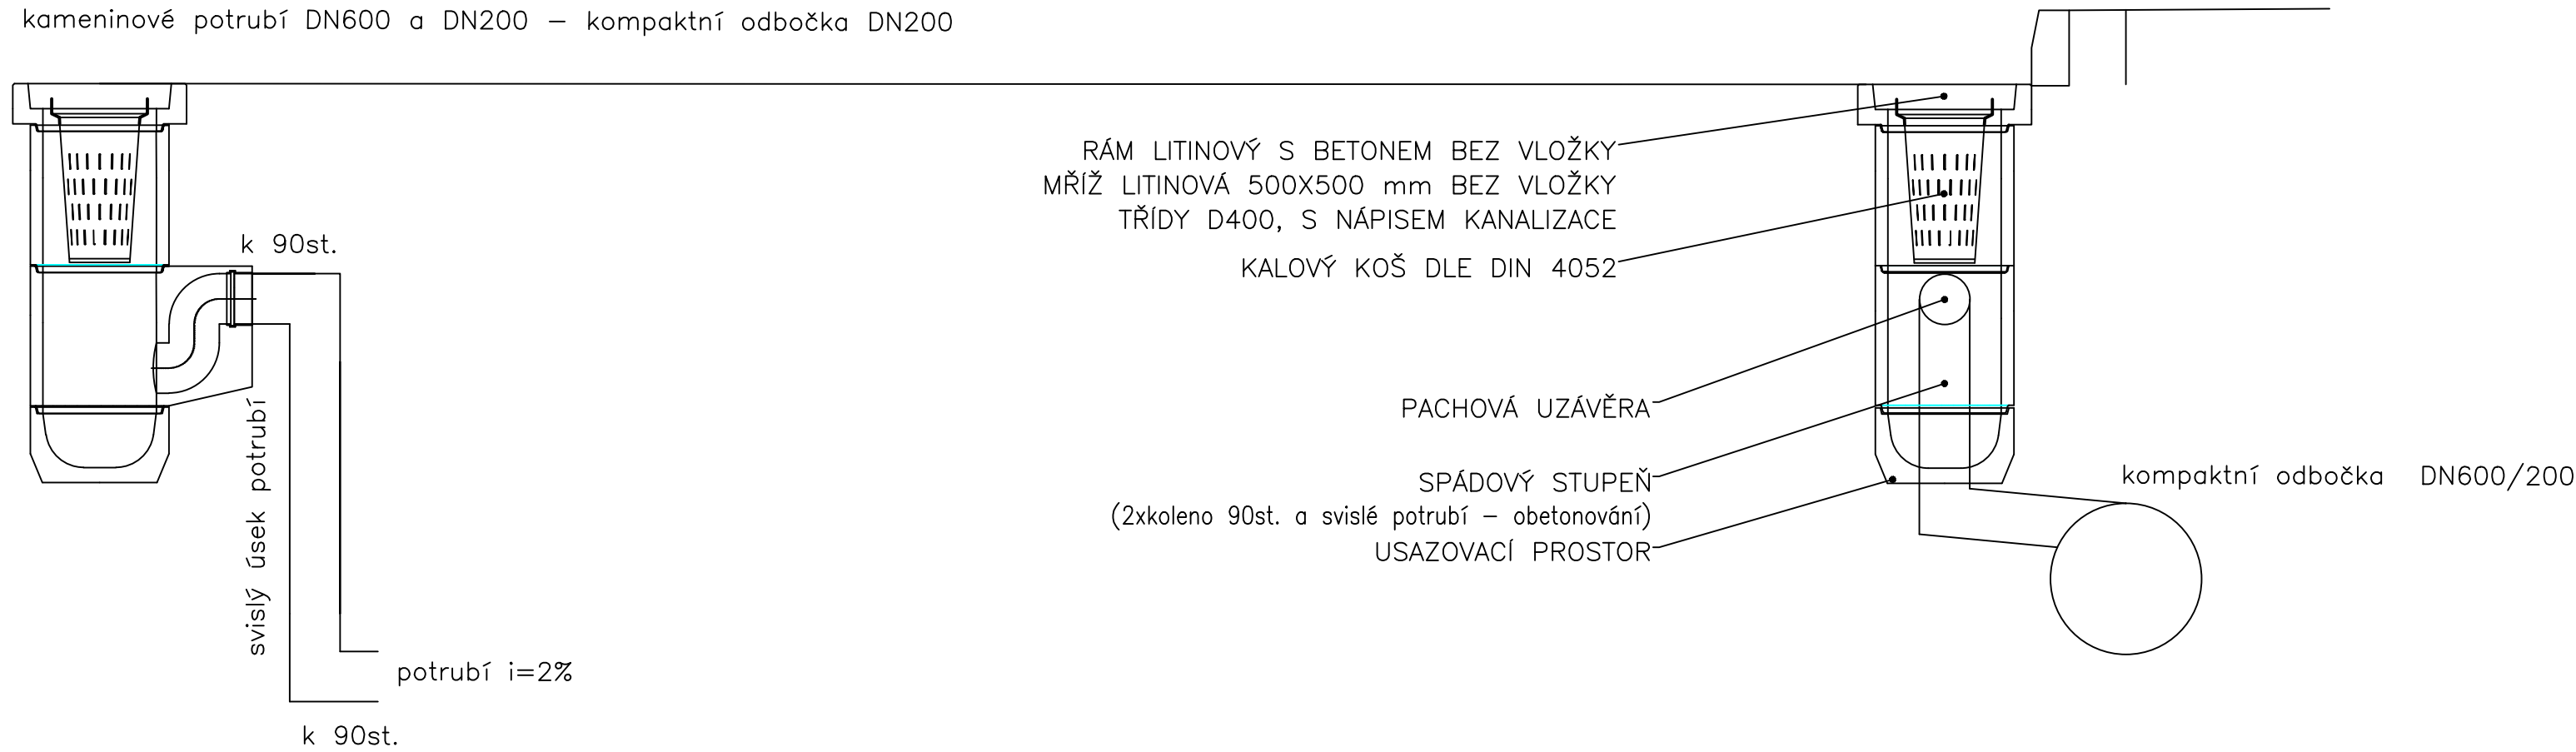 kameninové potrubí DN600 a DN200 – kompaktní odbočka DN200
RÁM LITINOVÝ S BETONEM BEZ VLOŽKY
MŘÍŽ LITINOVÁ 500X500 mm BEZ VLOŽKY
TŘÍDY D400, S NÁPISEM KANALIZACE
KALOVÝ KOŠ DLE DIN 4052
k 90st.
PACHOVÁ UZÁVĚRA
SPÁDOVÝ STUPEŇ
(2xkoleno 90st. a svislé potrubí – obetonování)
USAZOVACÍ PROSTOR
kompaktní odbočka DN600/200
svislý úsek potrubí
potrubí i=2%
k 90st.